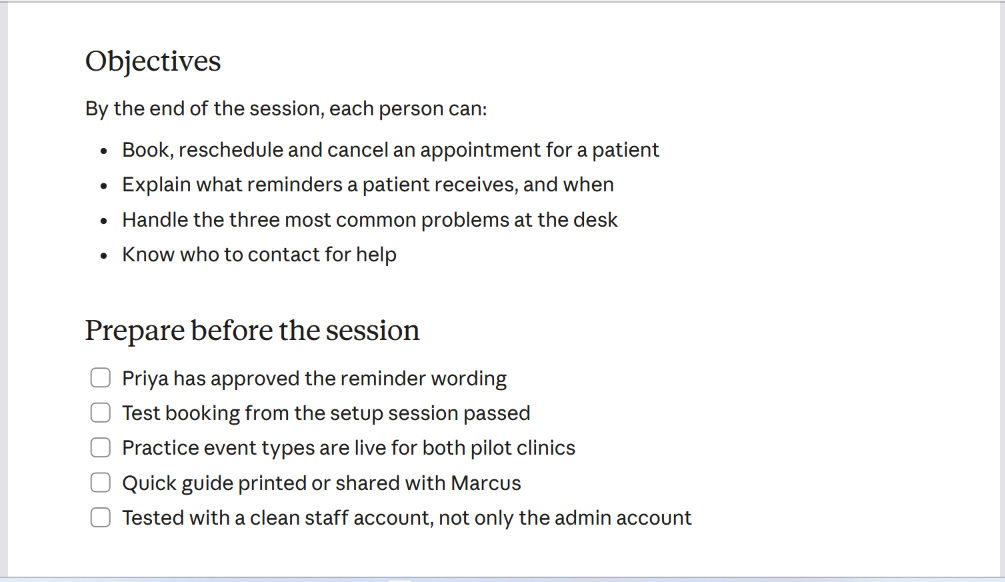 Objectives
By the end of the session, each person can:
• Book, reschedule and cancel an appointment for a patient
• Explain what reminders a patient receives, and when
• Handle the three most common problems at the desk
• Know who to contact for help
Prepare before the session
Priya has approved the reminder wording
Test booking from the setup session passed
Practice event types are live for both pilot clinics
Quick guide printed or shared with Marcus
Tested with a clean staff account, not only the admin account